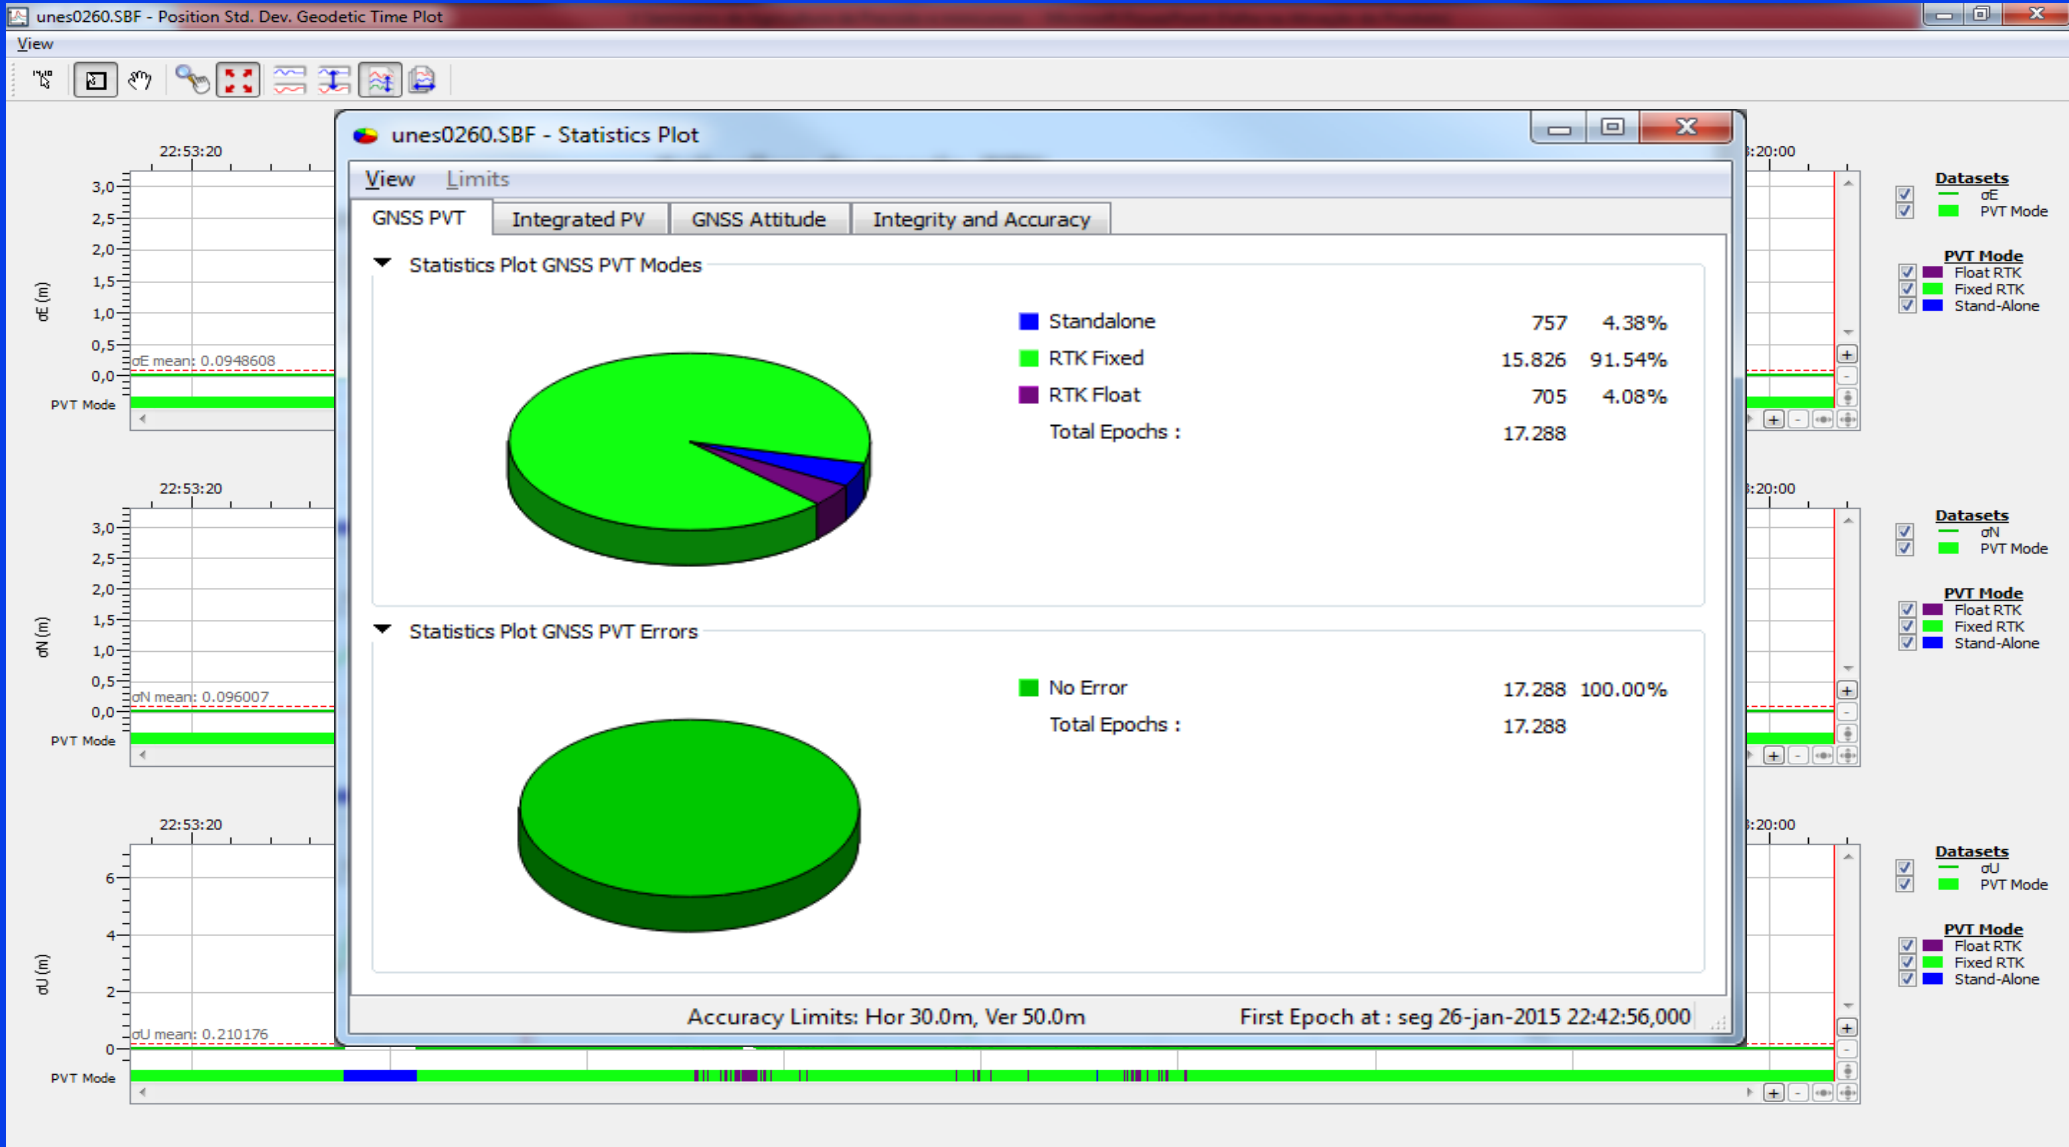 unes0260.SBF - Position Std. Dev. Geodetic Time Plot
View
unes0260.SBF - Statistics Plot
View Limits
GNSS PVT Integrated PV GNSS Attitude Integrity and Accuracy
Statistics Plot GNSS PVT Modes
Standalone 757 4.38%
RTK Fixed 15.826 91.54%
RTK Float 705 4.08%
Total Epochs : 17.288
Statistics Plot GNSS PVT Errors
No Error 17.288 100.00%
Total Epochs : 17.288
Accuracy Limits: Hor 30.0m, Ver 50.0m First Epoch at : seg 26-jan-2015 22:42:56,000
22:53:20 :20:00
3,0
2,5
2,0
1,5
1,0
0,5
0,0
σE (m)
σE mean: 0.0948608
PVT Mode
Datasets
σE
PVT Mode
PVT Mode
Float RTK
Fixed RTK
Stand-Alone
22:53:20 :20:00
3,0
2,5
2,0
1,5
1,0
0,5
0,0
σN (m)
σN mean: 0.096007
PVT Mode
Datasets
σN
PVT Mode
PVT Mode
Float RTK
Fixed RTK
Stand-Alone
22:53:20 :20:00
6
4
2
0
σU (m)
σU mean: 0.210176
PVT Mode
Datasets
σU
PVT Mode
PVT Mode
Float RTK
Fixed RTK
Stand-Alone